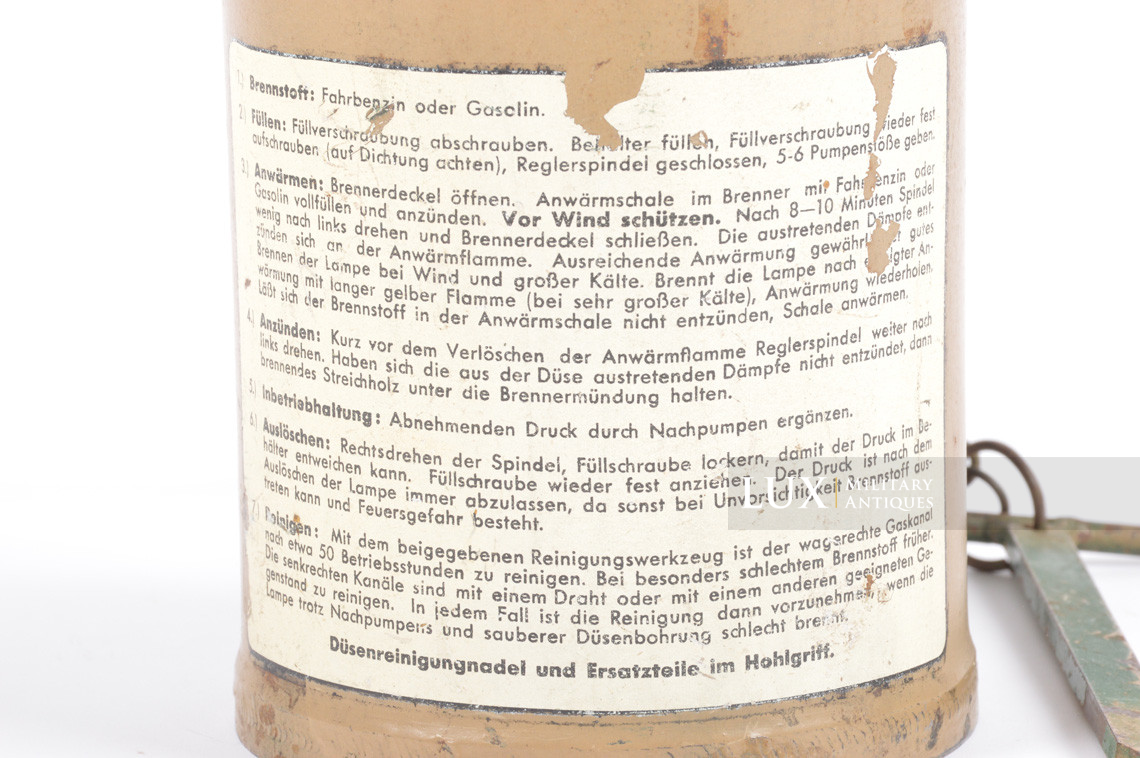 1.) Brennstoff: Fahrbenzin oder Gasolin.
2.) Füllen: Füllverschraubung abschrauben. Behälter füllen, Füllverschraubung wieder fest
aufschrauben (auf Dichtung achten), Reglerspindel geschlossen, 5-6 Pumpenstöße geben.
3.) Anwärmen: Brennerdeckel öffnen. Anwärmschale im Brenner mit Fahrbenzin oder
Gasolin vollfüllen und anzünden. Vor Wind schützen. Nach 8—10 Minuten Spindel
wenig nach links drehen und Brennerdeckel schließen. Die austretenden Dämpfe ent-
zünden sich an der Anwärmflamme. Ausreichende Anwärmung gewährleistet gutes
Brennen der Lampe bei Wind und großer Kälte. Brennt die Lampe nach An-
wärmung mit langer gelber Flamme (bei sehr großer Kälte), Anwärmung wiederholen.
Läßt sich der Brennstoff in der Anwärmschale nicht entzünden, Schale anwärmen.
4.) Anzünden: Kurz vor dem Verlöschen der Anwärmflamme Reglerspindel weiter nach
links drehen. Haben sich die aus der Düse austretenden Dämpfe nicht entzündet, dann
brennendes Streichholz unter die Brennermündung halten.
5.) Inbetriebhaltung: Abnehmenden Druck durch Nachpumpen ergänzen.
6.) Auslöschen: Rechtsdrehen der Spindel, Füllschraube lockern, damit der Druck im Be-
hälter entweichen kann. Füllschraube wieder fest anziehen. Der Druck ist nach dem
Auslöschen der Lampe immer abzulassen, da sonst bei Unvorsichtigkeit Brennstoff aus-
treten kann und Feuersgefahr besteht.
7.) Reinigen: Mit dem beigegebenen Reinigungswerkzeug ist der wagerechte Gaskanal
nach etwa 50 Betriebsstunden zu reinigen. Bei besonders schlechtem Brennstoff früher.
Die senkrechten Kanäle sind mit einem Draht oder mit einem anderen geeigneten Ge-
genstand zu reinigen. In jedem Fall ist die Reinigung dann vorzunehmen, wenn die
Lampe trotz Nachpumpens und sauberer Düsenbohrung schlecht brennt.
Düsenreinigungnadel und Ersatzteile im Hohlgriff.
LUX MILITARY
ANTIQUES